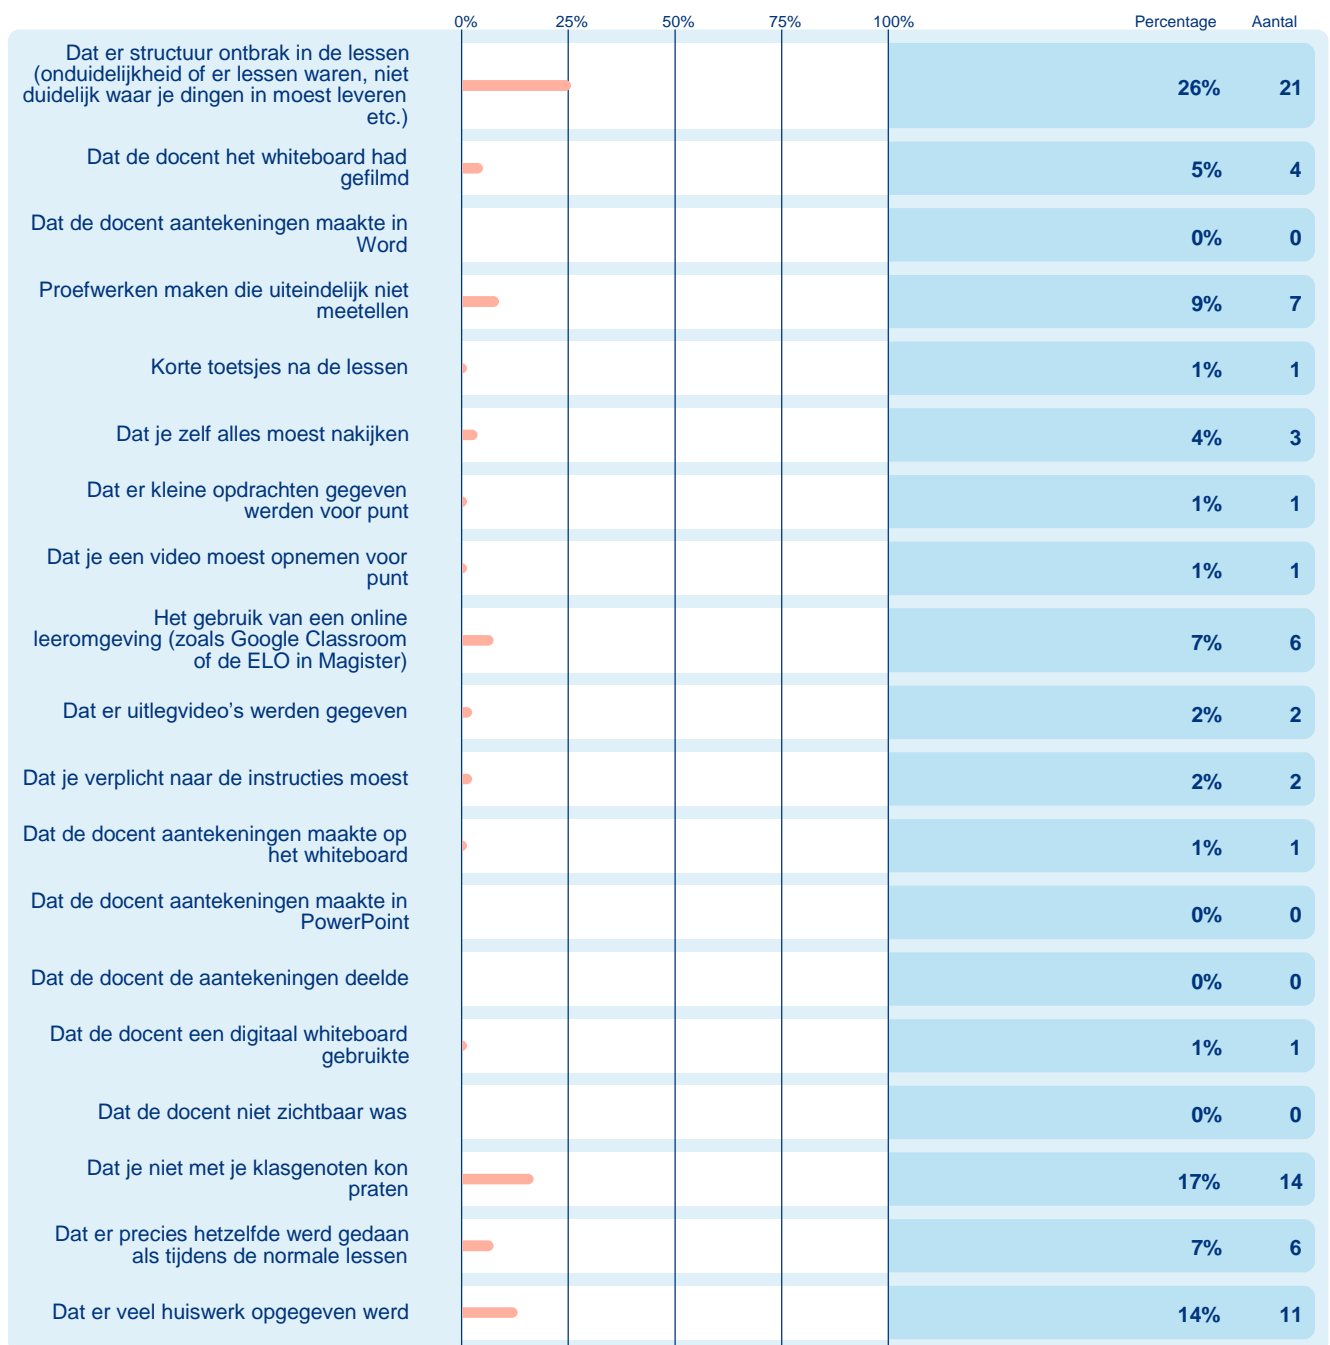 0% 25% 50% 75% 100% Percentage Aantal
Dat er structuur ontbrak in de lessen
(onduidelijkheid of er lessen waren, niet
duidelijk waar je dingen in moest leveren
etc.)
26% 21
Dat de docent het whiteboard had
gefilmd
5% 4
Dat de docent aantekeningen maakte in
Word
0% 0
Proefwerken maken die uiteindelijk niet
meetellen
9% 7
Korte toetsjes na de lessen
1% 1
Dat je zelf alles moest nakijken
4% 3
Dat er kleine opdrachten gegeven
werden voor punt
1% 1
Dat je een video moest opnemen voor
punt
1% 1
Het gebruik van een online
leeromgeving (zoals Google Classroom
of de ELO in Magister)
7% 6
Dat er uitlegvideo’s werden gegeven
2% 2
Dat je verplicht naar de instructies moest
2% 2
Dat de docent aantekeningen maakte op
het whiteboard
1% 1
Dat de docent aantekeningen maakte in
PowerPoint
0% 0
Dat de docent de aantekeningen deelde
0% 0
Dat de docent een digitaal whiteboard
gebruikte
1% 1
Dat de docent niet zichtbaar was
0% 0
Dat je niet met je klasgenoten kon
praten
17% 14
Dat er precies hetzelfde werd gedaan
als tijdens de normale lessen
7% 6
Dat er veel huiswerk opgegeven werd
14% 11